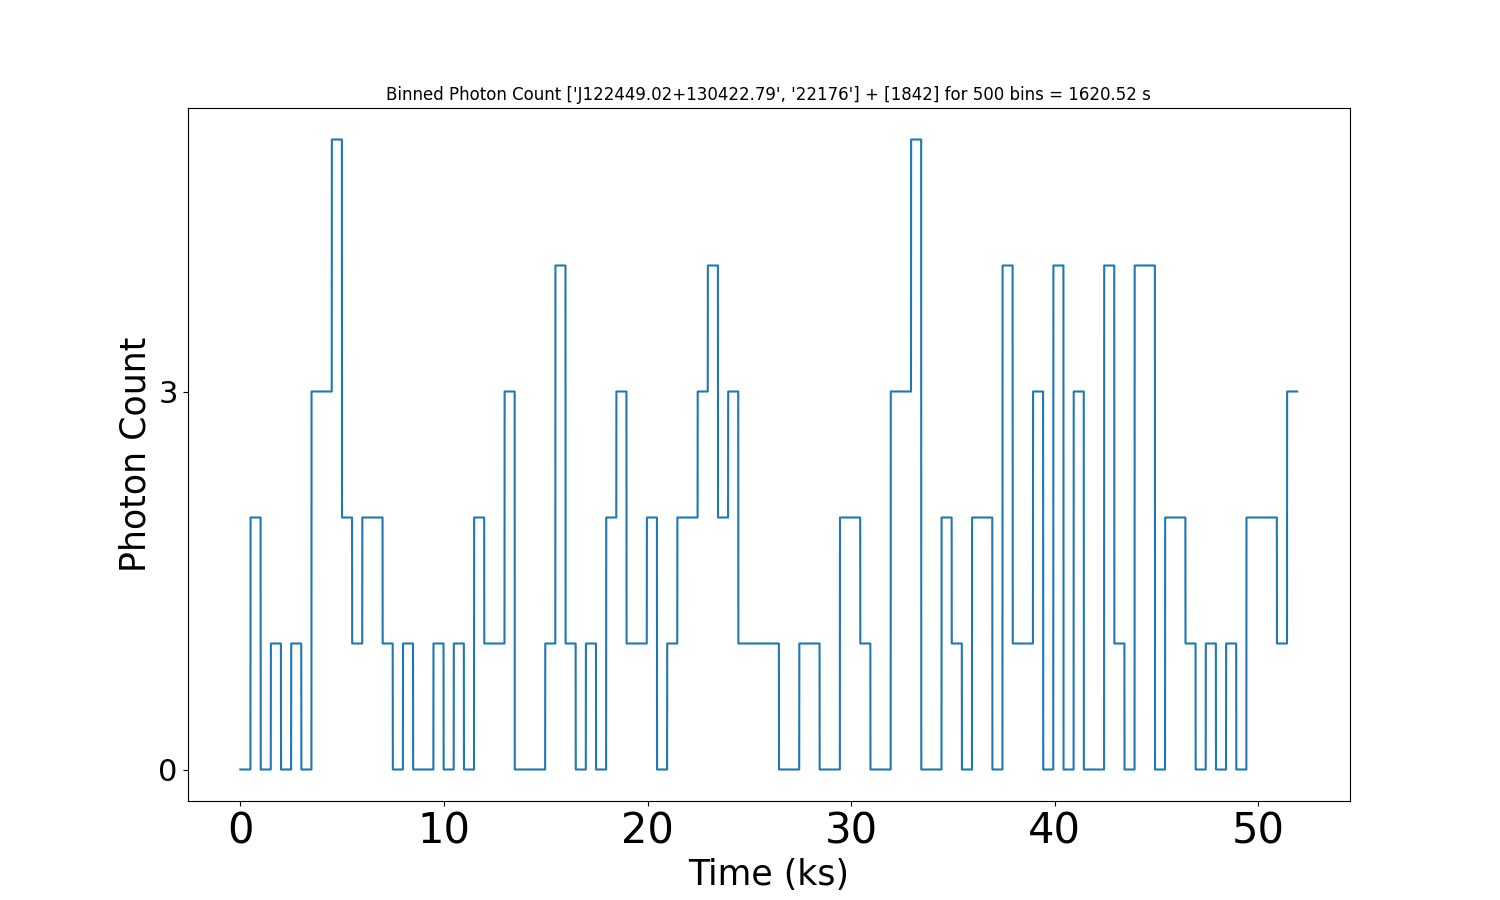 Binned Photon Count ['J122449.02+130422.79', '22176'] + [1842] for 500 bins = 1620.52 s
Photon Count
3
0
0 10 20 30 40 50
Time (ks)